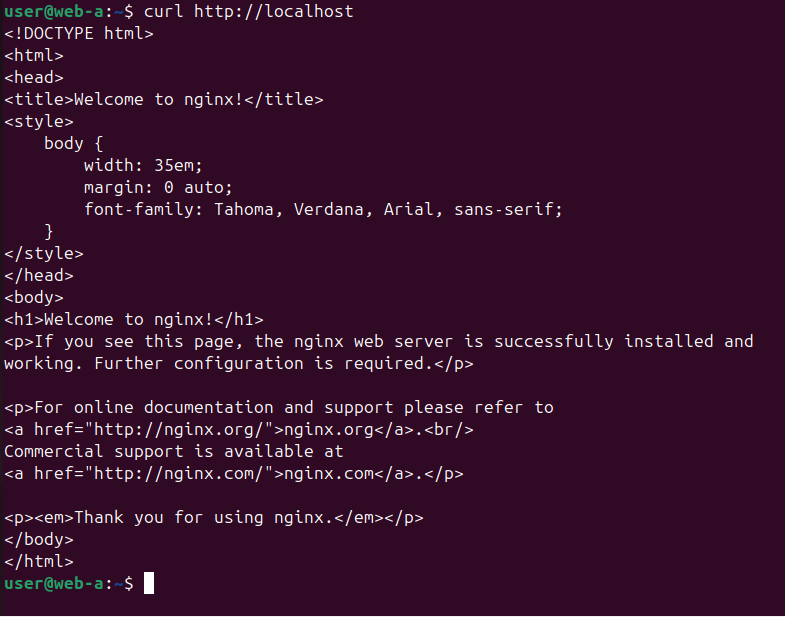 user@web-a:~$ curl http://localhost
<!DOCTYPE html>
<html>
<head>
<title>Welcome to nginx!</title>
<style>
    body {
        width: 35em;
        margin: 0 auto;
        font-family: Tahoma, Verdana, Arial, sans-serif;
    }
</style>
</head>
<body>
<h1>Welcome to nginx!</h1>
<p>If you see this page, the nginx web server is successfully installed and
working. Further configuration is required.</p>

<p>For online documentation and support please refer to
<a href="http://nginx.org/">nginx.org</a>.<br/>
Commercial support is available at
<a href="http://nginx.com/">nginx.com</a>.</p>

<p><em>Thank you for using nginx.</em></p>
</body>
</html>
user@web-a:~$